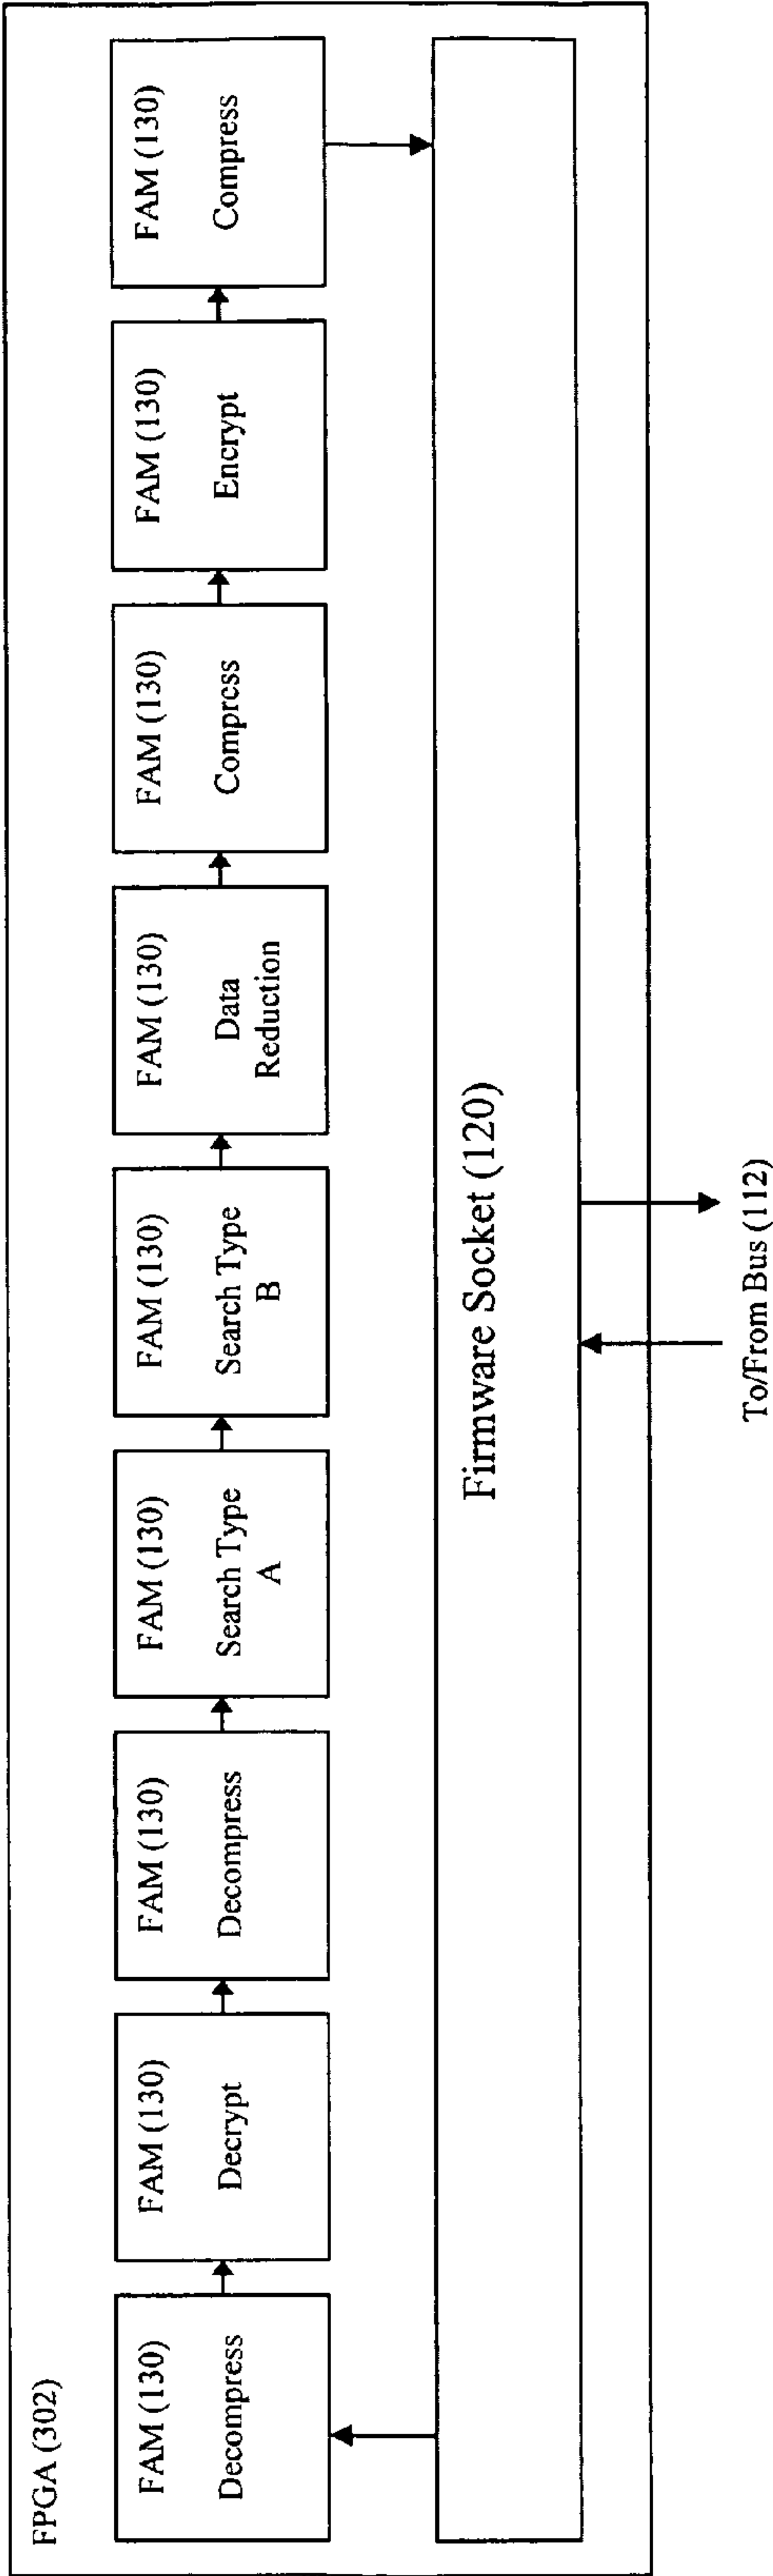 FPGA (302)
FAM (130)
Decompress
FAM (130)
Decrypt
FAM (130)
Decompress
FAM (130)
Search Type
A
FAM (130)
Search Type
B
FAM (130)
Data
Reduction
FAM (130)
Compress
FAM (130)
Encrypt
FAM (130)
Compress
Firmware Socket (120)
To/From Bus (112)